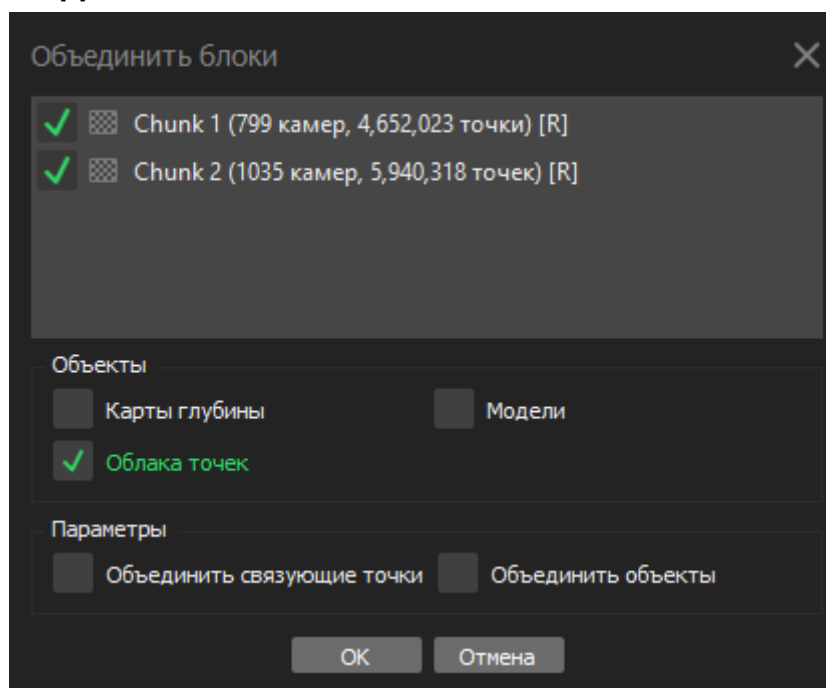 Объединить блоки
Chunk 1 (799 камер, 4,652,023 точки) [R]
Chunk 2 (1035 камер, 5,940,318 точек) [R]
Объекты
Карты глубины Модели
Облака точек
Параметры
Объединить связующие точки Объединить объекты
OK Отмена